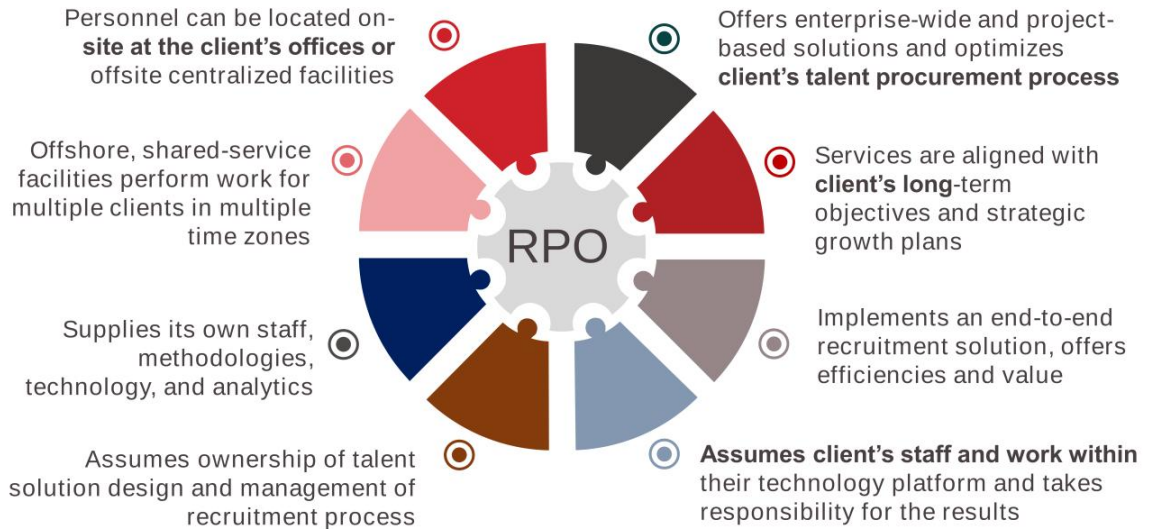 Personnel can be located on-
site at the client's offices or
offsite centralized facilities
Offers enterprise-wide and project-
based solutions and optimizes
client's talent procurement process
Offshore, shared-service
facilities perform work for
multiple clients in multiple
time zones
Services are aligned with
client's long-term
objectives and strategic
growth plans
RPO
Supplies its own staff,
methodologies,
technology, and analytics
Implements an end-to-end
recruitment solution, offers
efficiencies and value
Assumes ownership of talent
solution design and management of
recruitment process
Assumes client's staff and work within
their technology platform and takes
responsibility for the results